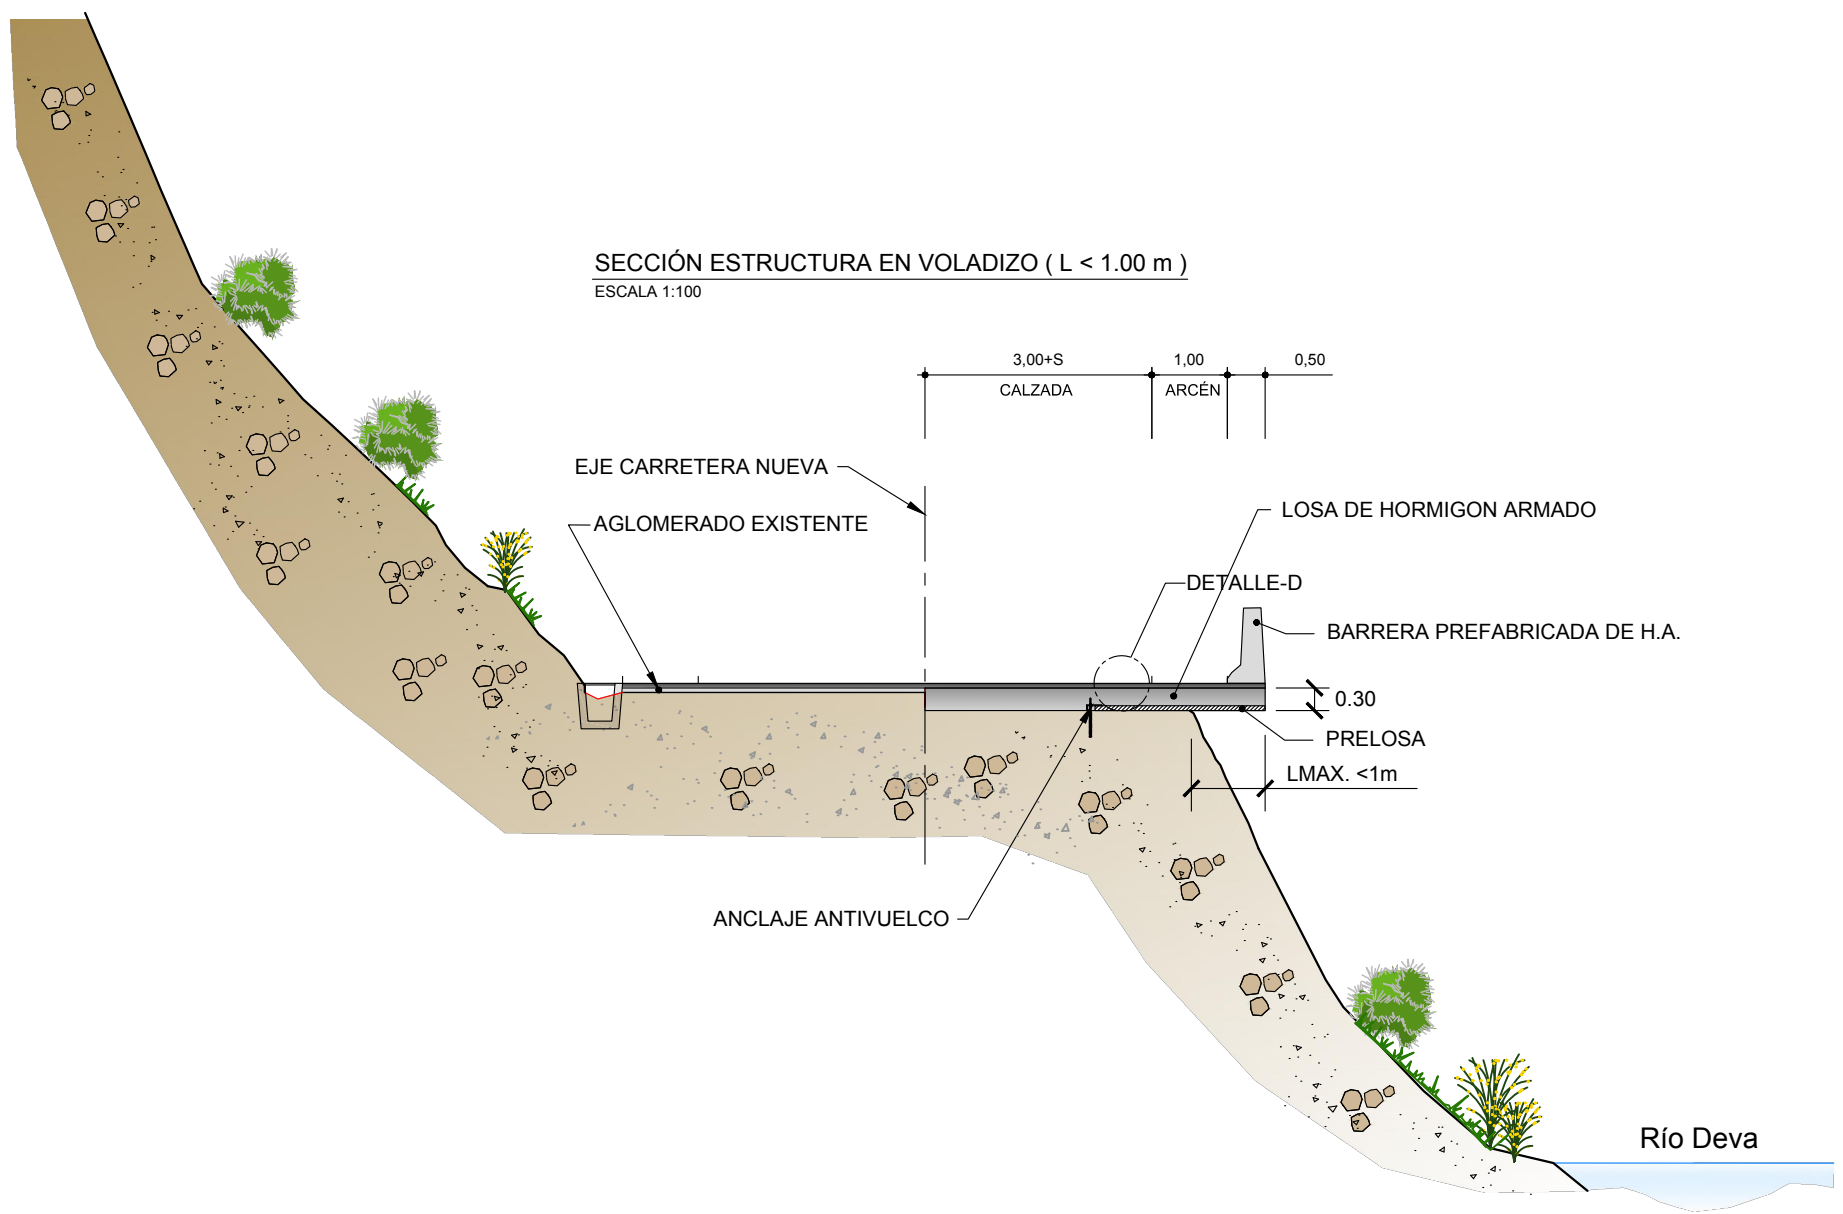 SECCIÓN ESTRUCTURA EN VOLADIZO ( L < 1.00 m )
ESCALA 1:100
3,00+S 1,00 0,50
CALZADA ARCÉN
EJE CARRETERA NUEVA
AGLOMERADO EXISTENTE
LOSA DE HORMIGON ARMADO
DETALLE-D
BARRERA PREFABRICADA DE H.A.
0.30
PRELOSA
LMAX. <1m
ANCLAJE ANTIVUELCO
Río Deva